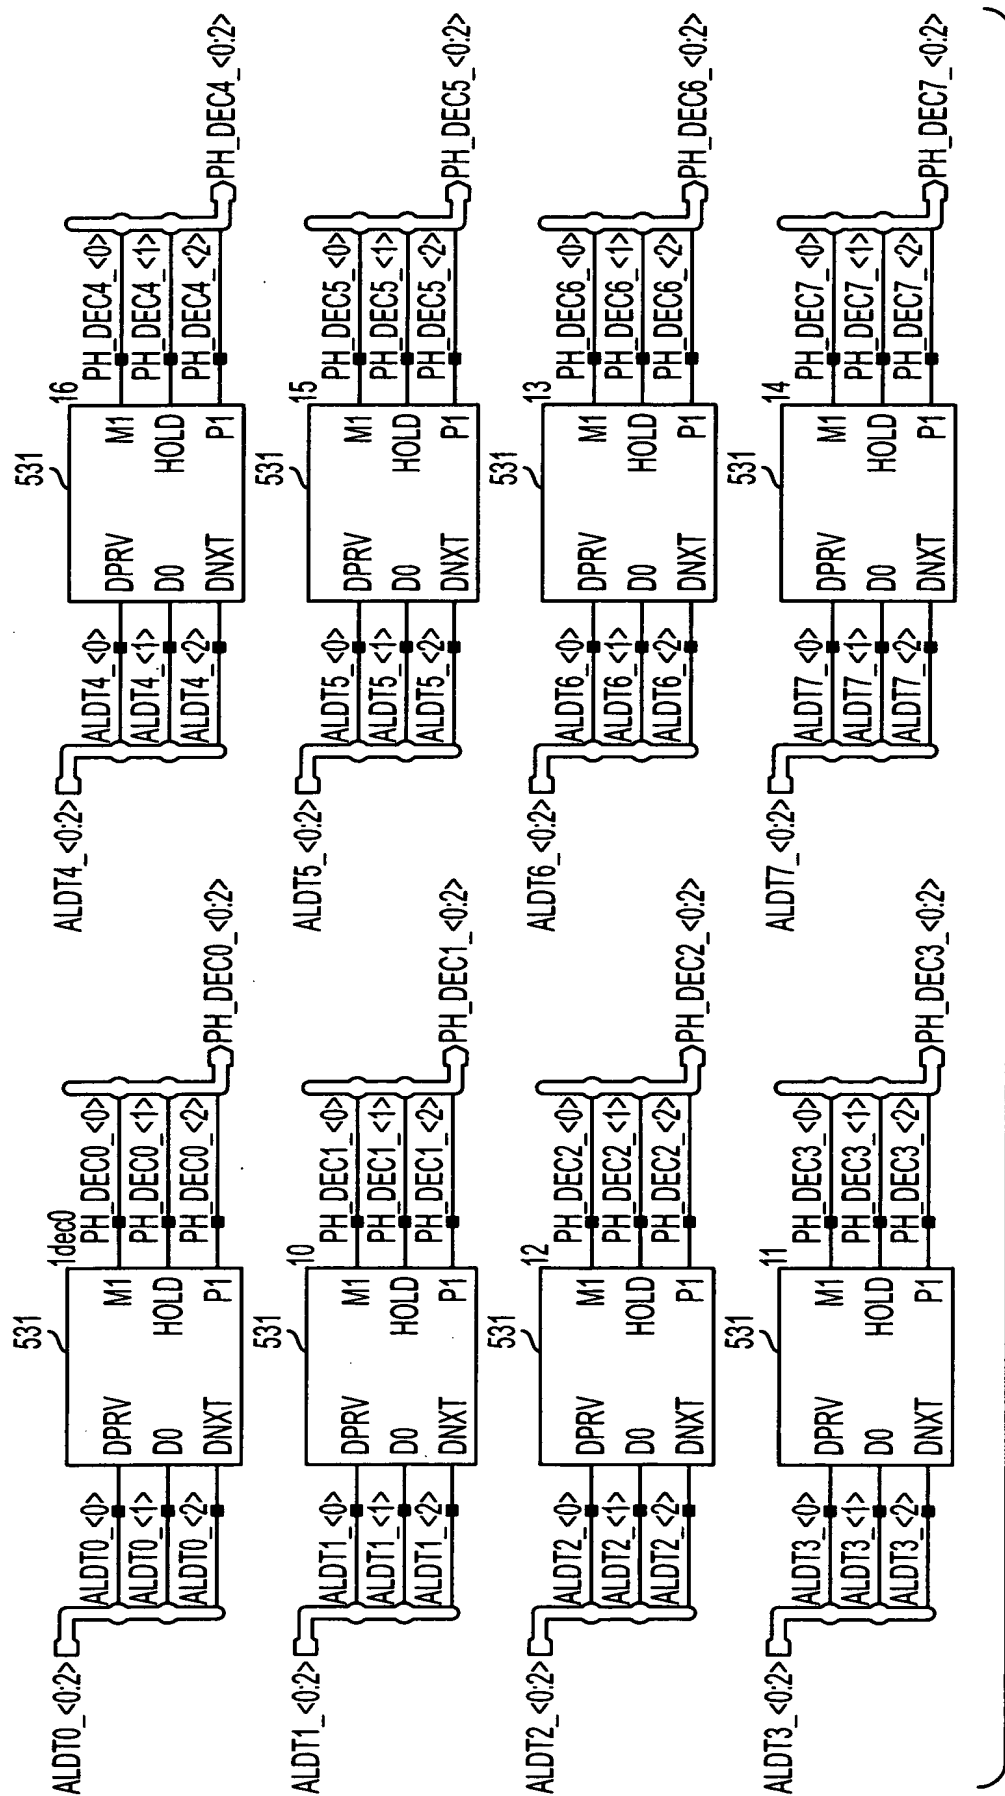 ALDT0_<0:2>
ALDT0_<0>
ALDT0_<1>
ALDT0_<2>
531
1dec0
DPRV
D0
DNXT
M1
HOLD
P1
PH_DEC0_<0>
PH_DEC0_<1>
PH_DEC0_<2>
PH_DEC0_<0:2>
ALDT4_<0:2>
ALDT4_<0>
ALDT4_<1>
ALDT4_<2>
531
16
DPRV
D0
DNXT
M1
HOLD
P1
PH_DEC4_<0>
PH_DEC4_<1>
PH_DEC4_<2>
PH_DEC4_<0:2>
ALDT1_<0:2>
ALDT1_<0>
ALDT1_<1>
ALDT1_<2>
531
10
DPRV
D0
DNXT
M1
HOLD
P1
PH_DEC1_<0>
PH_DEC1_<1>
PH_DEC1_<2>
PH_DEC1_<0:2>
ALDT5_<0:2>
ALDT5_<0>
ALDT5_<1>
ALDT5_<2>
531
15
DPRV
D0
DNXT
M1
HOLD
P1
PH_DEC5_<0>
PH_DEC5_<1>
PH_DEC5_<2>
PH_DEC5_<0:2>
ALDT2_<0:2>
ALDT2_<0>
ALDT2_<1>
ALDT2_<2>
531
12
DPRV
D0
DNXT
M1
HOLD
P1
PH_DEC2_<0>
PH_DEC2_<1>
PH_DEC2_<2>
PH_DEC2_<0:2>
ALDT6_<0:2>
ALDT6_<0>
ALDT6_<1>
ALDT6_<2>
531
13
DPRV
D0
DNXT
M1
HOLD
P1
PH_DEC6_<0>
PH_DEC6_<1>
PH_DEC6_<2>
PH_DEC6_<0:2>
ALDT3_<0:2>
ALDT3_<0>
ALDT3_<1>
ALDT3_<2>
531
11
DPRV
D0
DNXT
M1
HOLD
P1
PH_DEC3_<0>
PH_DEC3_<1>
PH_DEC3_<2>
PH_DEC3_<0:2>
ALDT7_<0:2>
ALDT7_<0>
ALDT7_<1>
ALDT7_<2>
531
14
DPRV
D0
DNXT
M1
HOLD
P1
PH_DEC7_<0>
PH_DEC7_<1>
PH_DEC7_<2>
PH_DEC7_<0:2>